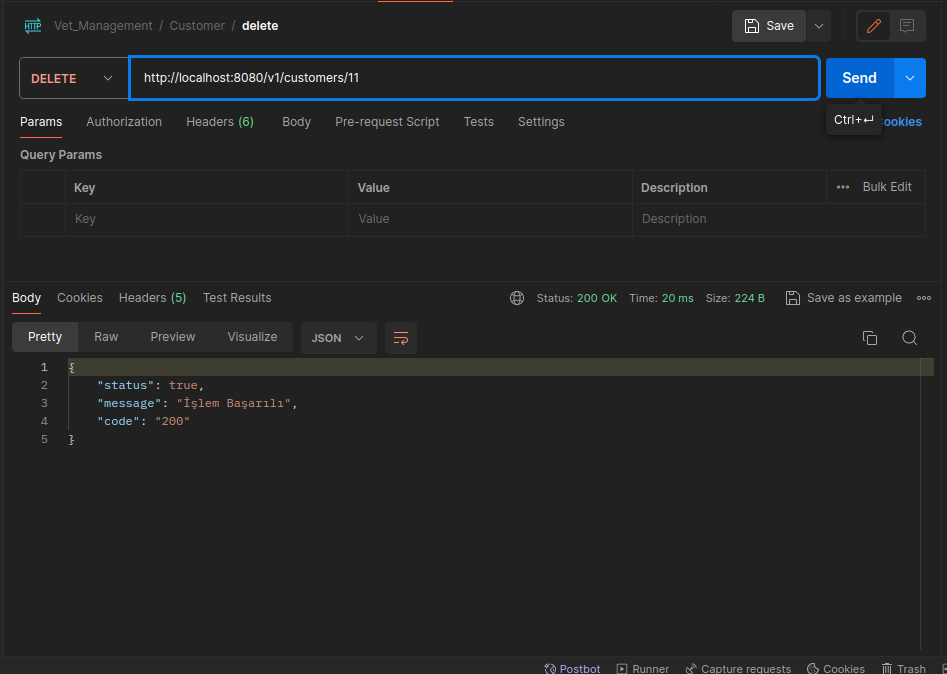 HTTP Vet_Management / Customer / delete Save
DELETE http://localhost:8080/v1/customers/11 Send
Params Authorization Headers (6) Body Pre-request Script Tests Settings ookies
Ctrl+↵
Query Params
Key Value Description ••• Bulk Edit
Key Value Description
Body Cookies Headers (5) Test Results Status: 200 OK Time: 20 ms Size: 224 B Save as example •••
Pretty Raw Preview Visualize JSON
1 {
2 "status": true,
3 "message": "İşlem Başarılı",
4 "code": "200"
5 }
Postbot Runner Capture requests Cookies Trash